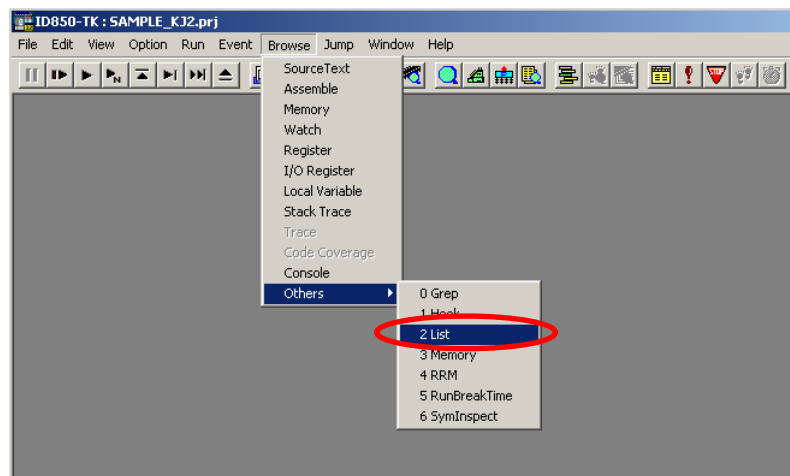 ID850-TK : SAMPLE_KJ2.prj
File Edit View Option Run Event Browse Jump Window Help
SourceText
Assemble
Memory
Watch
Register
I/O Register
Local Variable
Stack Trace
Trace
Code Coverage
Console
Others
0 Grep
1 Hook
2 List
3 Memory
4 RRM
5 RunBreakTime
6 SymInspect